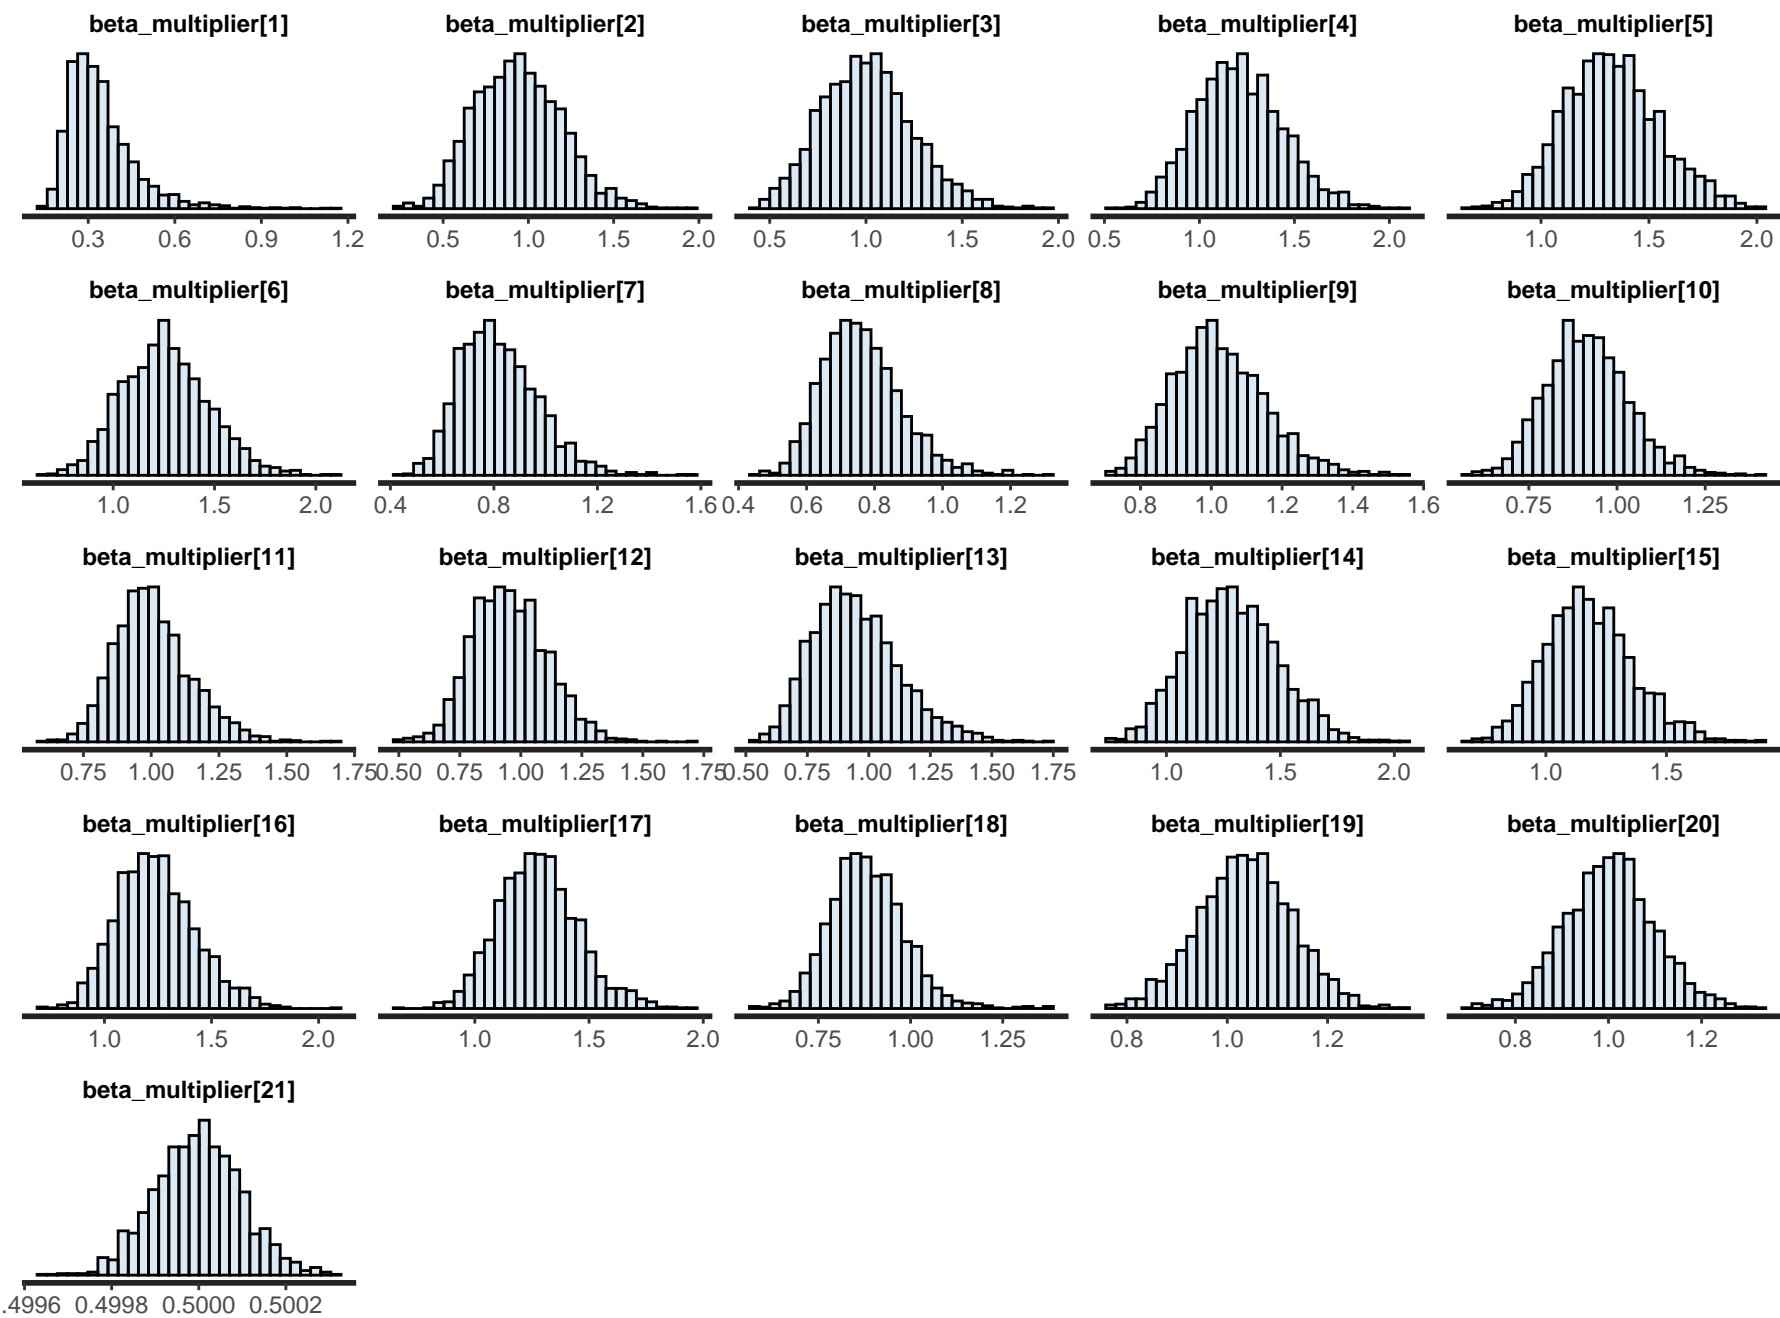 beta_multiplier[1] beta_multiplier[2] beta_multiplier[3] beta_multiplier[4] beta_multiplier[5]
0.3 0.6 0.9 1.2 0.5 1.0 1.5 2.0 0.5 1.0 1.5 2.0 0.5 1.0 1.5 2.0 1.0 1.5 2.0
beta_multiplier[6] beta_multiplier[7] beta_multiplier[8] beta_multiplier[9] beta_multiplier[10]
1.0 1.5 2.0 0.4 0.8 1.2 1.6 0.4 0.6 0.8 1.0 1.2 0.8 1.0 1.2 1.4 1.6 0.75 1.00 1.25
beta_multiplier[11] beta_multiplier[12] beta_multiplier[13] beta_multiplier[14] beta_multiplier[15]
0.75 1.00 1.25 1.50 1.75 0.50 0.75 1.00 1.25 1.50 1.75 0.50 0.75 1.00 1.25 1.50 1.75 1.0 1.5 2.0 1.0 1.5
beta_multiplier[16] beta_multiplier[17] beta_multiplier[18] beta_multiplier[19] beta_multiplier[20]
1.0 1.5 2.0 1.0 1.5 2.0 0.75 1.00 1.25 0.8 1.0 1.2 0.8 1.0 1.2
beta_multiplier[21]
.4996 0.4998 0.5000 0.5002